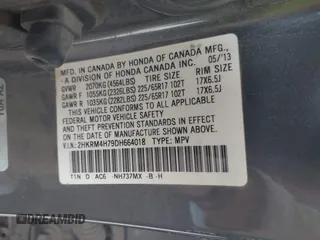 MFD. IN CANADA BY HONDA OF CANADA MFG.,
- A DIVISION OF HONDA CANADA INC. 05/'13
GVWR 2070KG (4564LBS) TIRE SIZE RIM SIZE
GAWR F 1055KG(2326LBS) 225/65R17 102T 17X6.5J
GAWR R 1035KG(2282LBS) 225/65R17 102T 17X6.5J
THIS VEHICLE CONFORMS TO ALL APPLICABLE
FEDERAL MOTOR VEHICLE SAFETY STANDARDS IN EFFECT ON THE
DATE OF MANUFACTURE SHOWN ABOVE.
V.I.N.: 2HKRM4H79DH664018 TYPE: MPV
T1N D AC6 -NH737MX -B-H
DREAMBID